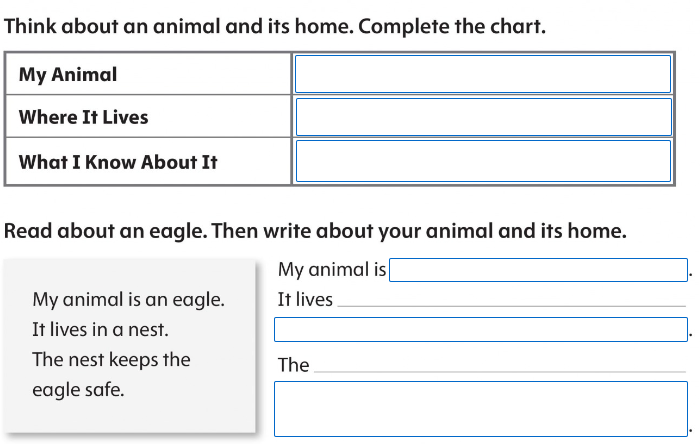 Think about an animal and its home. Complete the chart.
My Animal
Where It Lives
What I Know About It
Read about an eagle. Then write about your animal and its home.
My animal is an eagle.
It lives in a nest.
The nest keeps the
eagle safe.
My animal is .
It lives
.
The
.